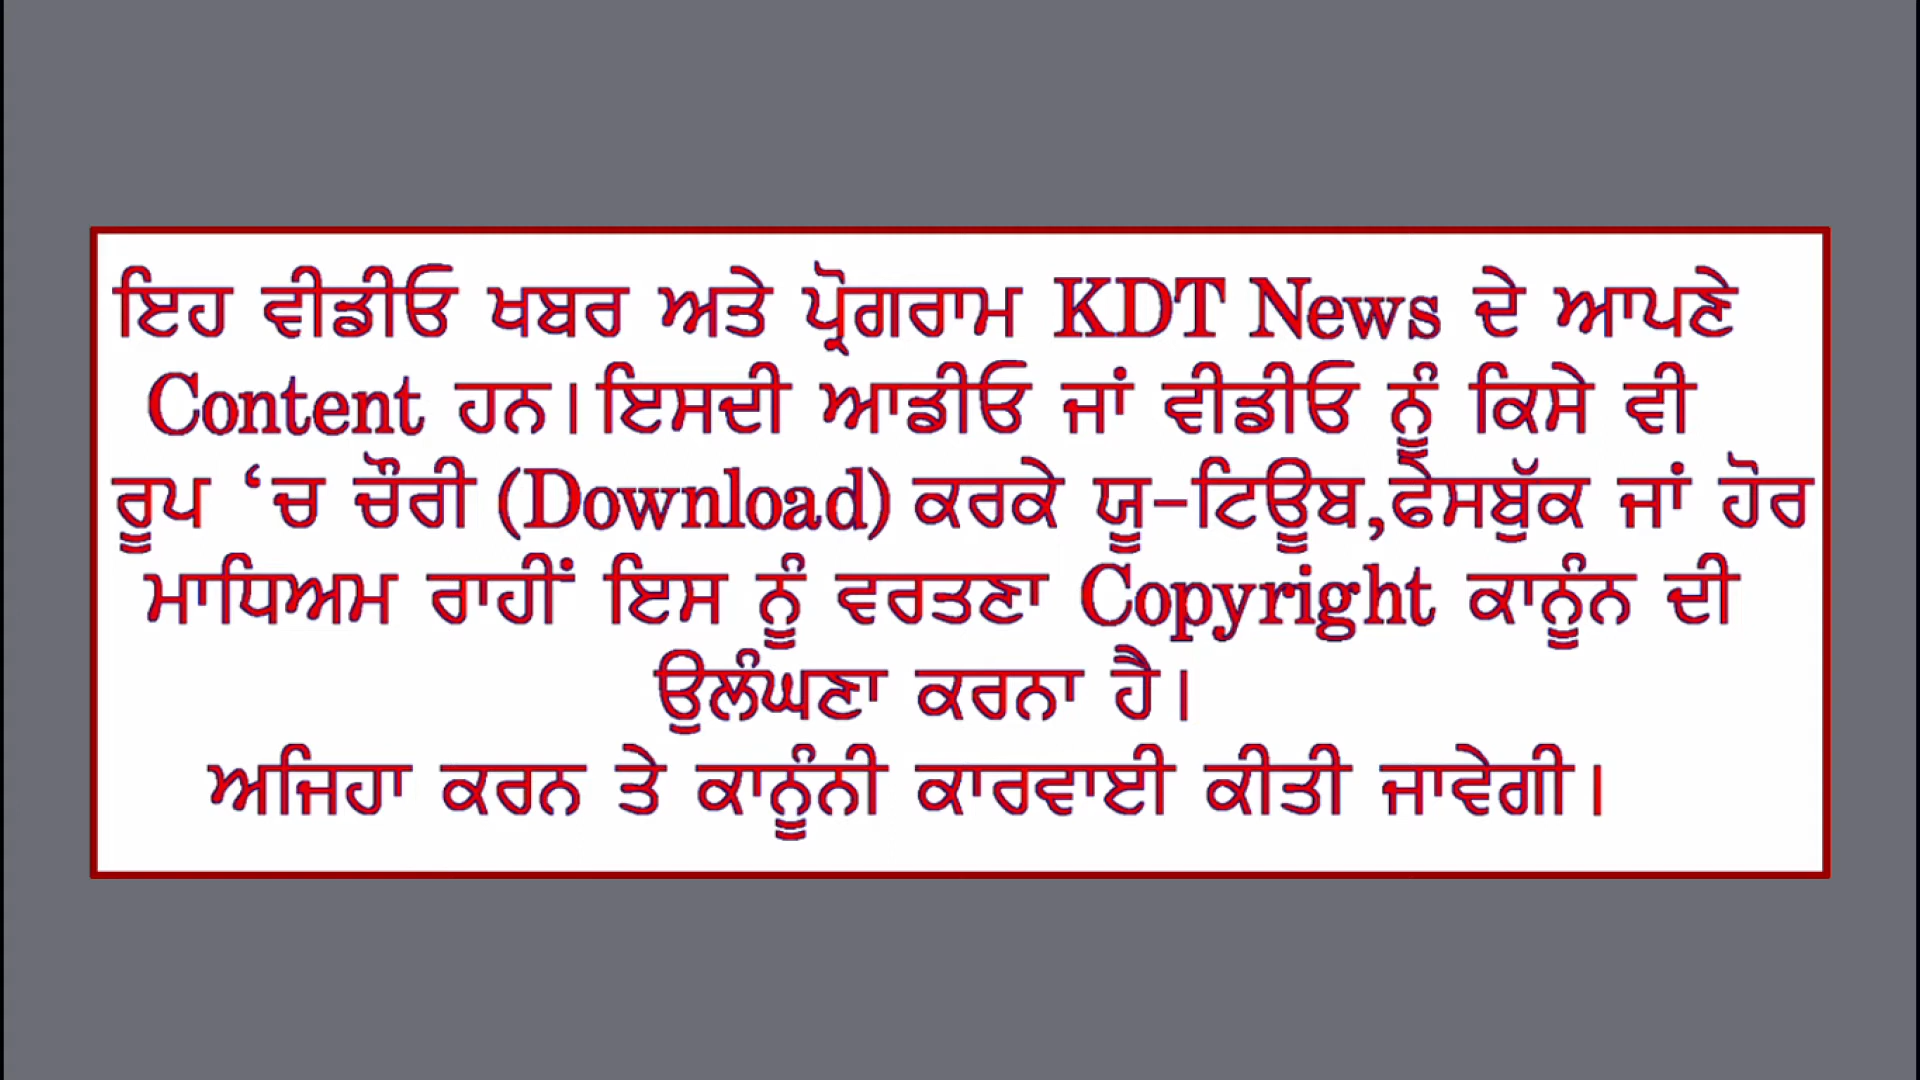 ਇਹ ਵੀਡੀਓ ਖਬਰ ਅਤੇ ਪ੍ਰੋਗਰਾਮ KDT News ਦੇ ਆਪਣੇ
Content ਹਨ।ਇਸਦੀ ਆਡੀਓ ਜਾਂ ਵੀਡੀਓ ਨੂੰ ਕਿਸੇ ਵੀ
ਰੂਪ ‘ਚ ਚੋਰੀ (Download) ਕਰਕੇ ਯੂ-ਟਿਊਬ,ਫੇਸਬੁੱਕ ਜਾਂ ਹੋਰ
ਮਾਧਿਅਮ ਰਾਹੀਂ ਇਸ ਨੂੰ ਵਰਤਣਾ Copyright ਕਾਨੂੰਨ ਦੀ
ਉਲੰਘਣਾ ਕਰਨਾ ਹੈ।
ਅਜਿਹਾ ਕਰਨ ਤੇ ਕਾਨੂੰਨੀ ਕਾਰਵਾਈ ਕੀਤੀ ਜਾਵੇਗੀ।